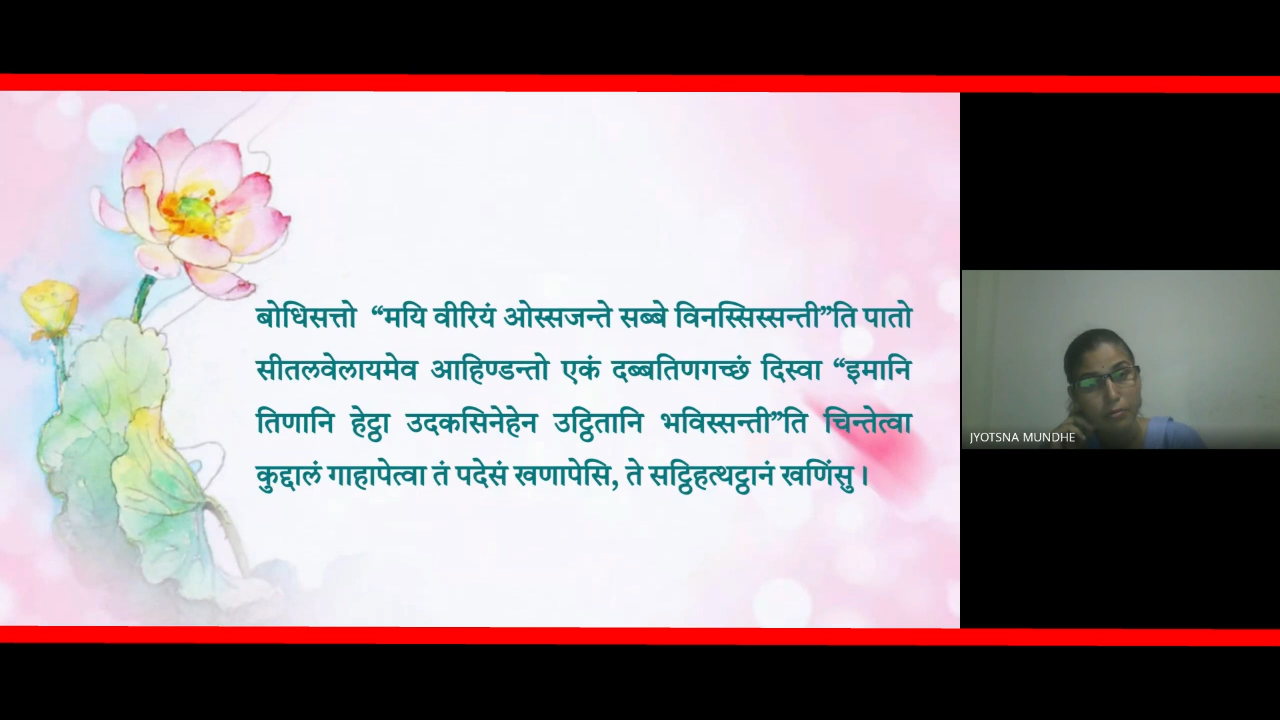 बोधिसत्तो “मयि वीरियं ओस्सजन्ते सब्बे विनस्सिस्सन्ती”ति पातो
सीतलवेलायमेव आहिण्डन्तो एकं दब्बतिणगच्छं दिस्वा “इमानि
तिणानि हेट्ठा उदकसिनेहेन उट्ठितानि भविस्सन्ती”ति चिन्तेत्वा
कुद्दालं गाहापेत्वा तं पदेसं खणापेसि, ते सट्ठिहत्थट्ठानं खणिंसु।
JYOTSNA MUNDHE